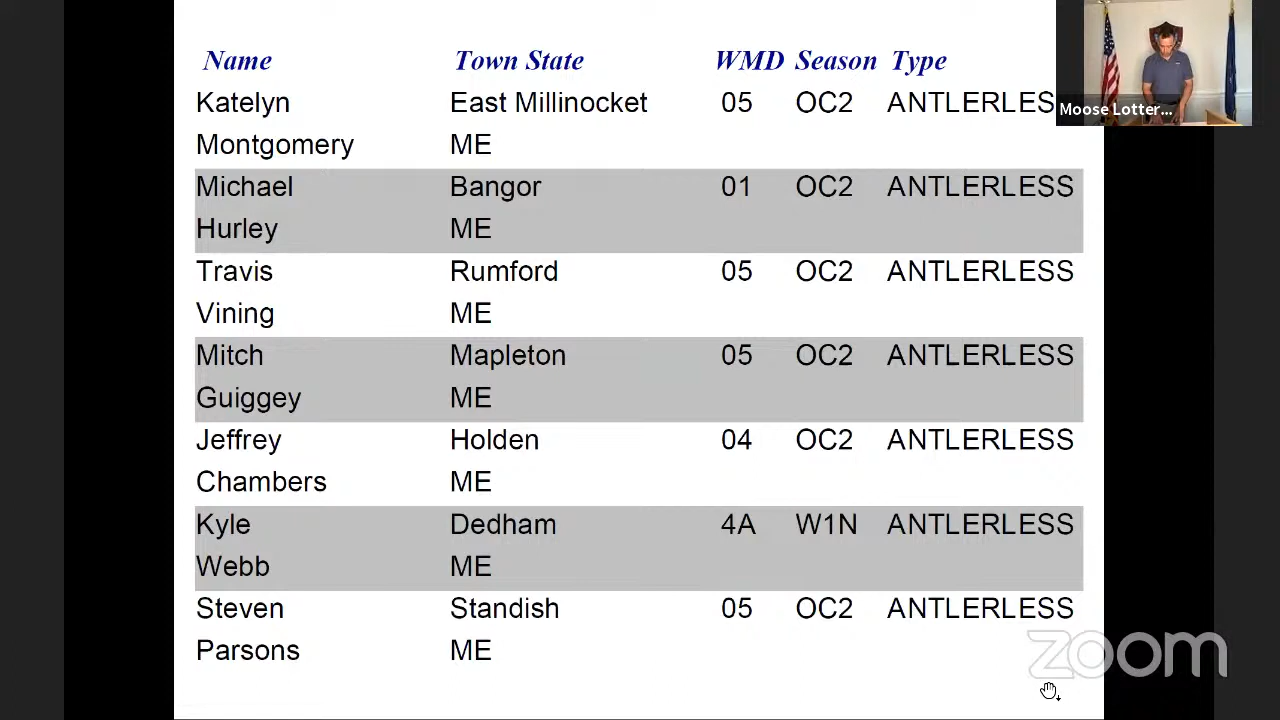 Name Town State WMD Season Type
Katelyn East Millinocket 05 OC2 ANTLERLES
Montgomery ME
Michael Bangor 01 OC2 ANTLERLESS
Hurley ME
Travis Rumford 05 OC2 ANTLERLESS
Vining ME
Mitch Mapleton 05 OC2 ANTLERLESS
Guiggey ME
Jeffrey Holden 04 OC2 ANTLERLESS
Chambers ME
Kyle Dedham 4A W1N ANTLERLESS
Webb ME
Steven Standish 05 OC2 ANTLERLESS
Parsons ME
Moose Lotter...
zoom